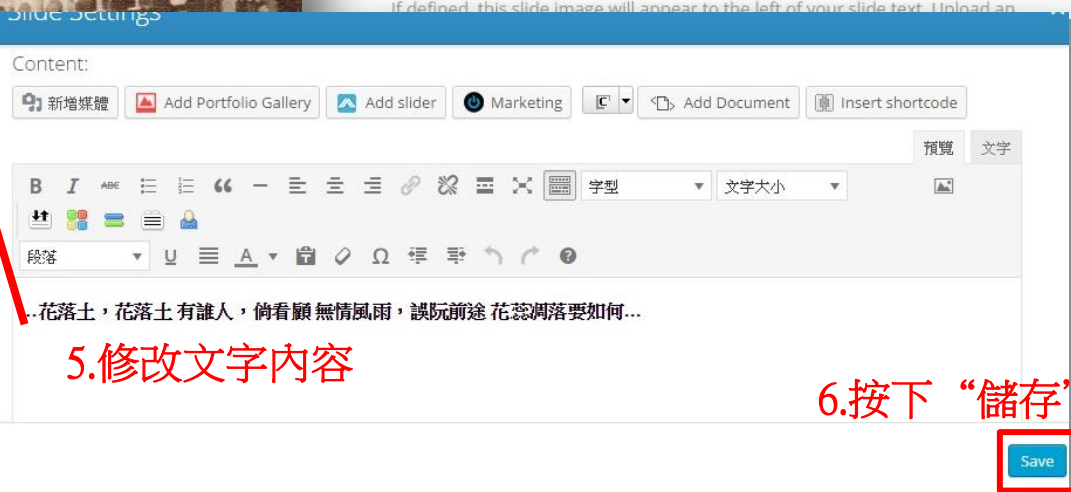 If defined, this slide image will appear to the left of your slide text. Upload an
Slide Settings
Content:
新增媒體 Add Portfolio Gallery Add slider Marketing C Add Document Insert shortcode
預覽 文字
B I ABE 字型 文字大小
段落 U A Ω
...花落土，花落土 有誰人，倘看顧 無情風雨，誤阮前途 花蕊凋落要如何...
5.修改文字內容
6.按下“儲存”
Save